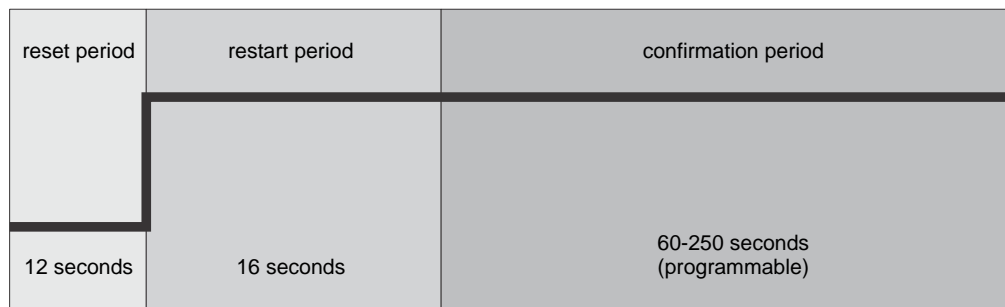 reset period
restart period
confirmation period
12 seconds
16 seconds
60-250 seconds
(programmable)